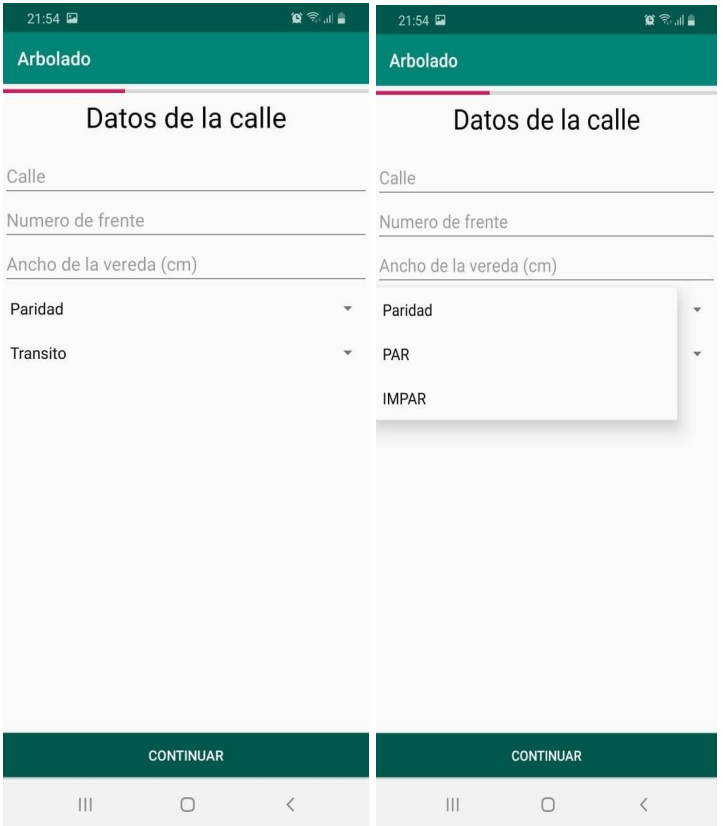 21:54
Arbolado
Datos de la calle
Calle
Numero de frente
Ancho de la vereda (cm)
Paridad
Transito
CONTINUAR
21:54
Arbolado
Datos de la calle
Calle
Numero de frente
Ancho de la vereda (cm)
Paridad
PAR
IMPAR
CONTINUAR